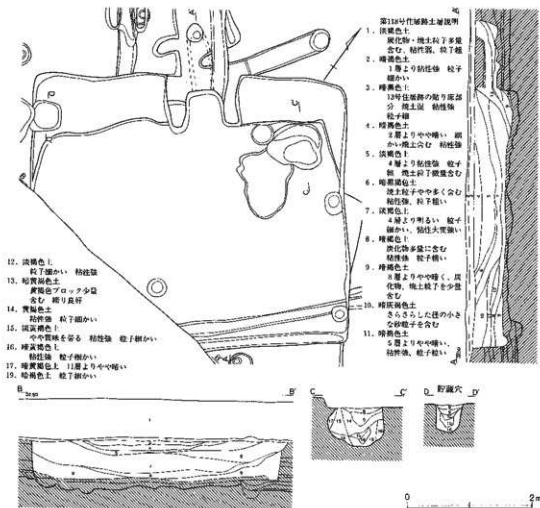 第118号住居跡土層説明
1. 淡褐色土
炭化物・焼土粒子多量
含む、粘性弱、粒子粗
2. 暗褐色土
1層より粘性強 粒子
細かい
3. 暗褐色土
住居跡の貼り床部
分 焼土混 粘性強
粒子細
4. 暗褐色土
りやや暗い 細
かい焼土含む 粘性強
5. 淡褐色土
4層より粘性強 粒子
細 焼土粒子微量含む
6. 暗黒褐色土
焼土粒子やや多く含む
粘性強、粒子粗い
7. 淡褐色土
4層より明るい 粒子
細かい、粘性大変強い
8. 暗褐色土
炭化物多量に含む
粘性強 粒子粗い
9. 暗褐色土
8層よりやや暗く、炭
化物、焼土粒子を少量
含む
10. 暗灰褐色土
さらさらした径の小さ
な砂粒子を含む
11. 暗褐色土
5層よりやや暗い、
粘性強、粒子粗い
12. 淡褐色土
粒子細かい 粘性強
13. 暗黄褐色土
黄褐色ブロック少量
含む 締り良好
14. 黄褐色土
粘性強 粒子細かい
15. 淡黄褐色土
やや質味を帯る 粘性強 粒子細かい
16. 暗黄褐色土
粘性強 粒子細かい
17. 暗黄褐色土 11層よりやや暗い
19. 暗褐色土 粒子細かい
B B'
C C'
D D'
貯蔵穴
17 15 14
0 2m